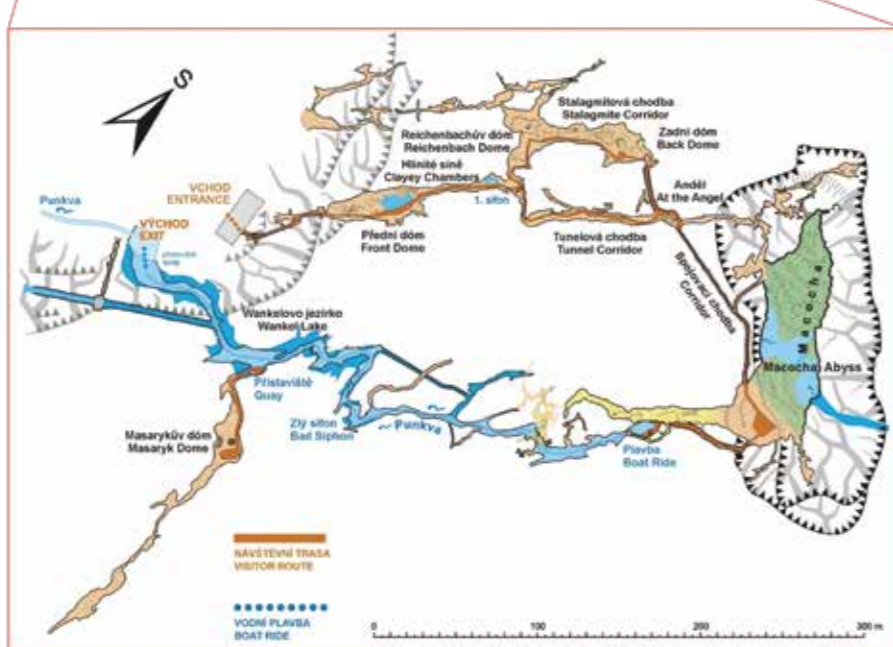 S
Stalagmitová chodba
Stalagmite Corridor
Reichenbachův dóm
Reichenbach Dome
Zadní dóm
Back Dome
Hlinité síně
Clayey Chambers
VCHOD
ENTRANCE
Punkva
VÝCHOD
EXIT
1. sifon
Anděl
At the Angel
Přední dóm
Front Dome
Tunelová chodba
Tunnel Corridor
Spojovací chodba
Corridor
Macocha
Macocha Abyss
Wankelovo jezírko
Wankel Lake
Přístaviště
Quay
Zlý sifon
Bad Siphon
Punkva
Plavba
Boat Ride
Masarykův dóm
Masaryk Dome
NÁVŠTĚVNÍ TRASA
VISITOR ROUTE
VODNÍ PLAVBA
BOAT RIDE
0 100 200 300 m